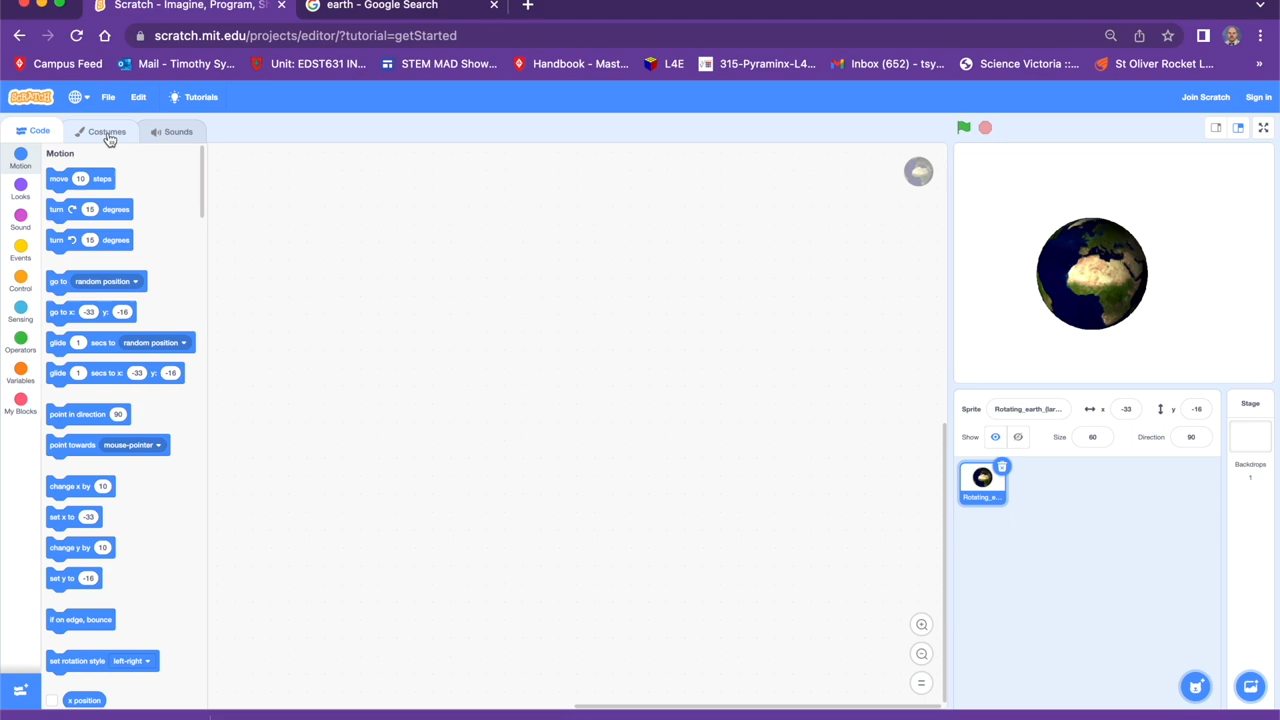 Scratch - Imagine, Program, Sh
earth - Google Search
scratch.mit.edu/projects/editor/?tutorial=getStarted
Campus Feed
Mail - Timothy Sy...
Unit: EDST631 IN...
STEM MAD Show...
Handbook - Mast...
L4E
315-Pyraminx-L4...
Inbox (652) - tsy...
Science Victoria ::...
St Oliver Rocket L...
»
SCRATCH
File
Edit
Tutorials
Join Scratch
Sign in
Code
Costumes
Sounds
Motion
Looks
Sound
Events
Control
Sensing
Operators
Variables
My Blocks
Motion
move 10 steps
turn 15 degrees
turn 15 degrees
go to random position
go to x: -33 y: -16
glide 1 secs to random position
glide 1 secs to x: -33 y: -16
point in direction 90
point towards mouse-pointer
change x by 10
set x to -33
change y by 10
set y to -16
if on edge, bounce
set rotation style left-right
x position
Sprite Rotating_earth_(lar... x -33 y -16
Show Size 60 Direction 90
Rotating_e...
Stage
Backdrops
1